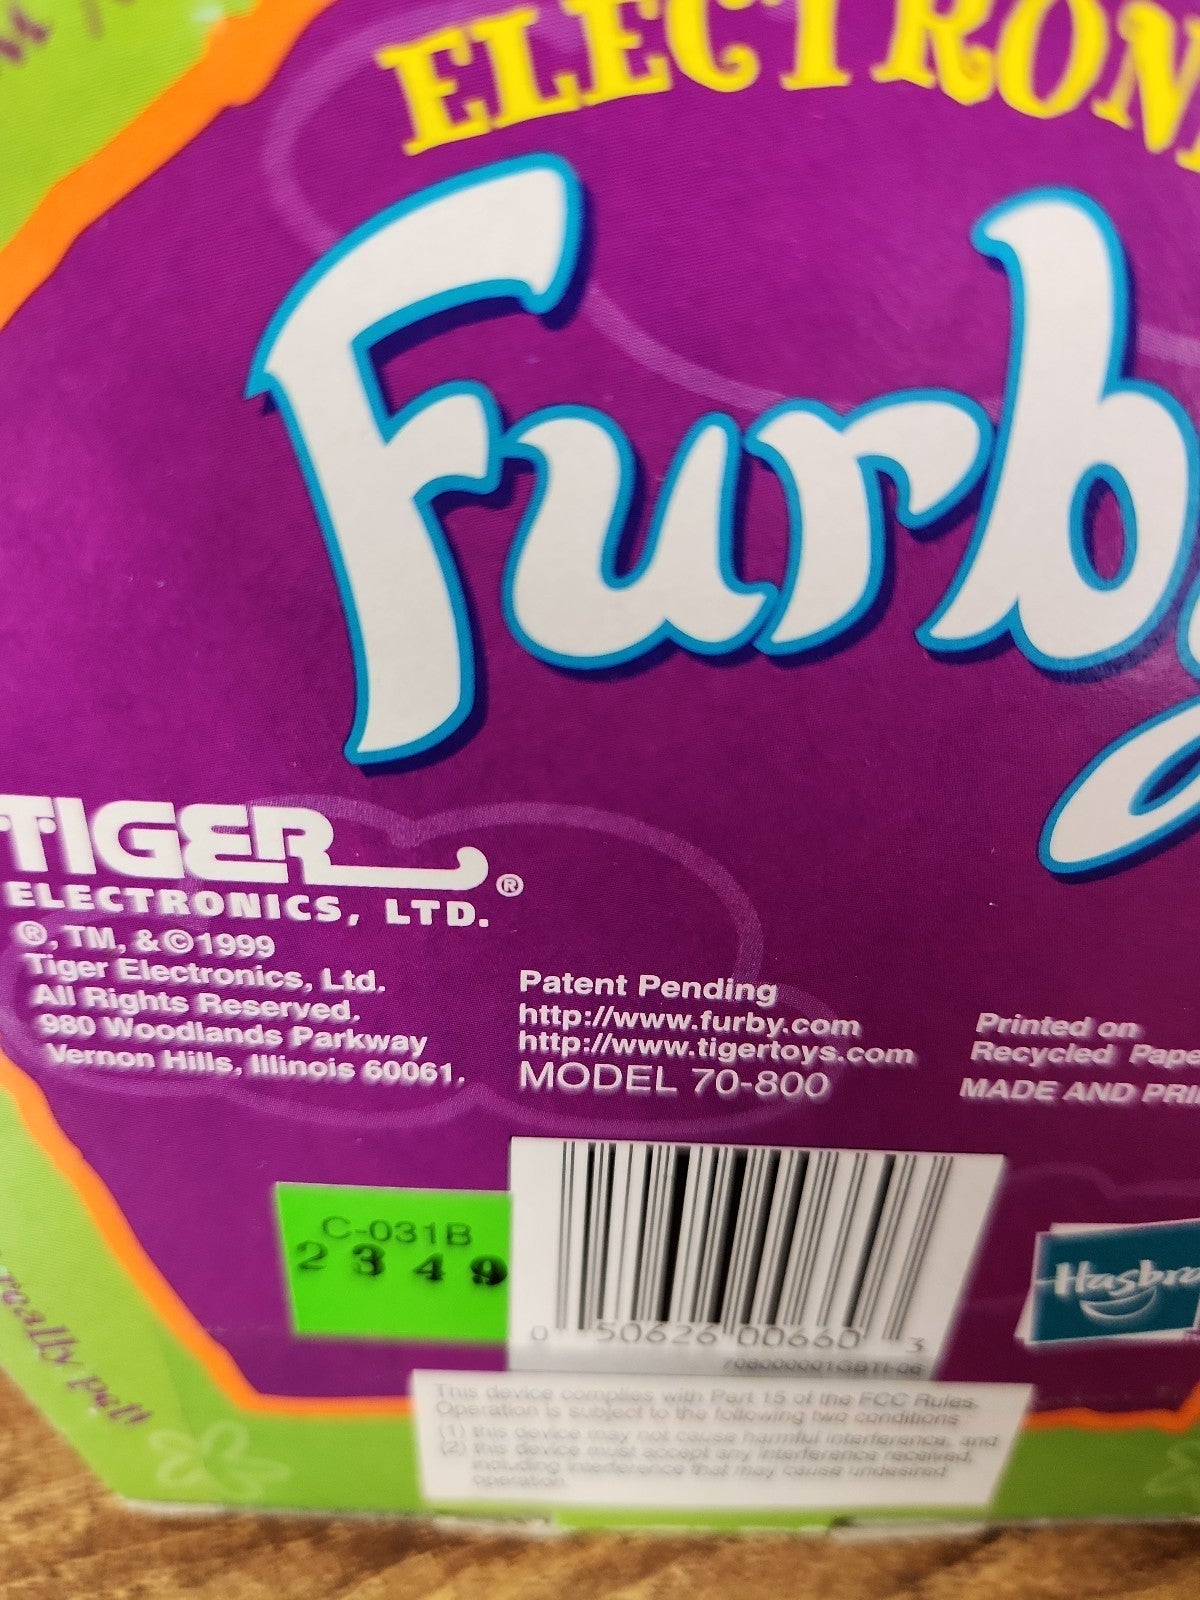 ELECTRON
Furby
TIGER®
ELECTRONICS, LTD.
®, TM, & © 1999
Tiger Electronics, Ltd.
All Rights Reserved.
980 Woodlands Parkway
Vernon Hills, Illinois 60061.
Patent Pending
http://www.furby.com
http://www.tigertoys.com
MODEL 70-800
Printed on
Recycled Pape
MADE AND PRI
C-031B
2349
0 50626 00660 3
Hasbro
This device complies with Part 15 of the FCC Rules.
Operation is subject to the following two conditions:
(1) this device may not cause harmful interference, and
(2) this device must accept any interference received,
including interference that may cause undesired
operation.
really pet!